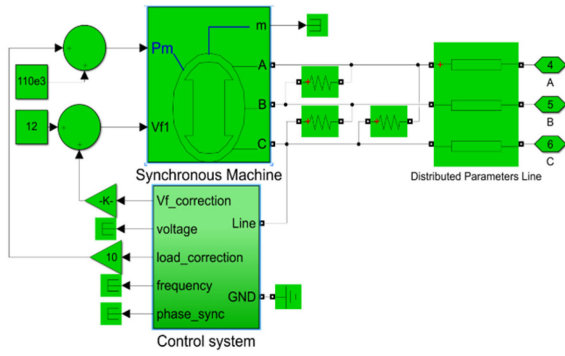 m
Pm
A
110e3
4
A
B
5
B
12
Vf1
C
6
C
Synchronous Machine
Distributed Parameters Line
-K-
Vf_correction
Line
voltage
10
load_correction
frequency
GND
phase_sync
Control system